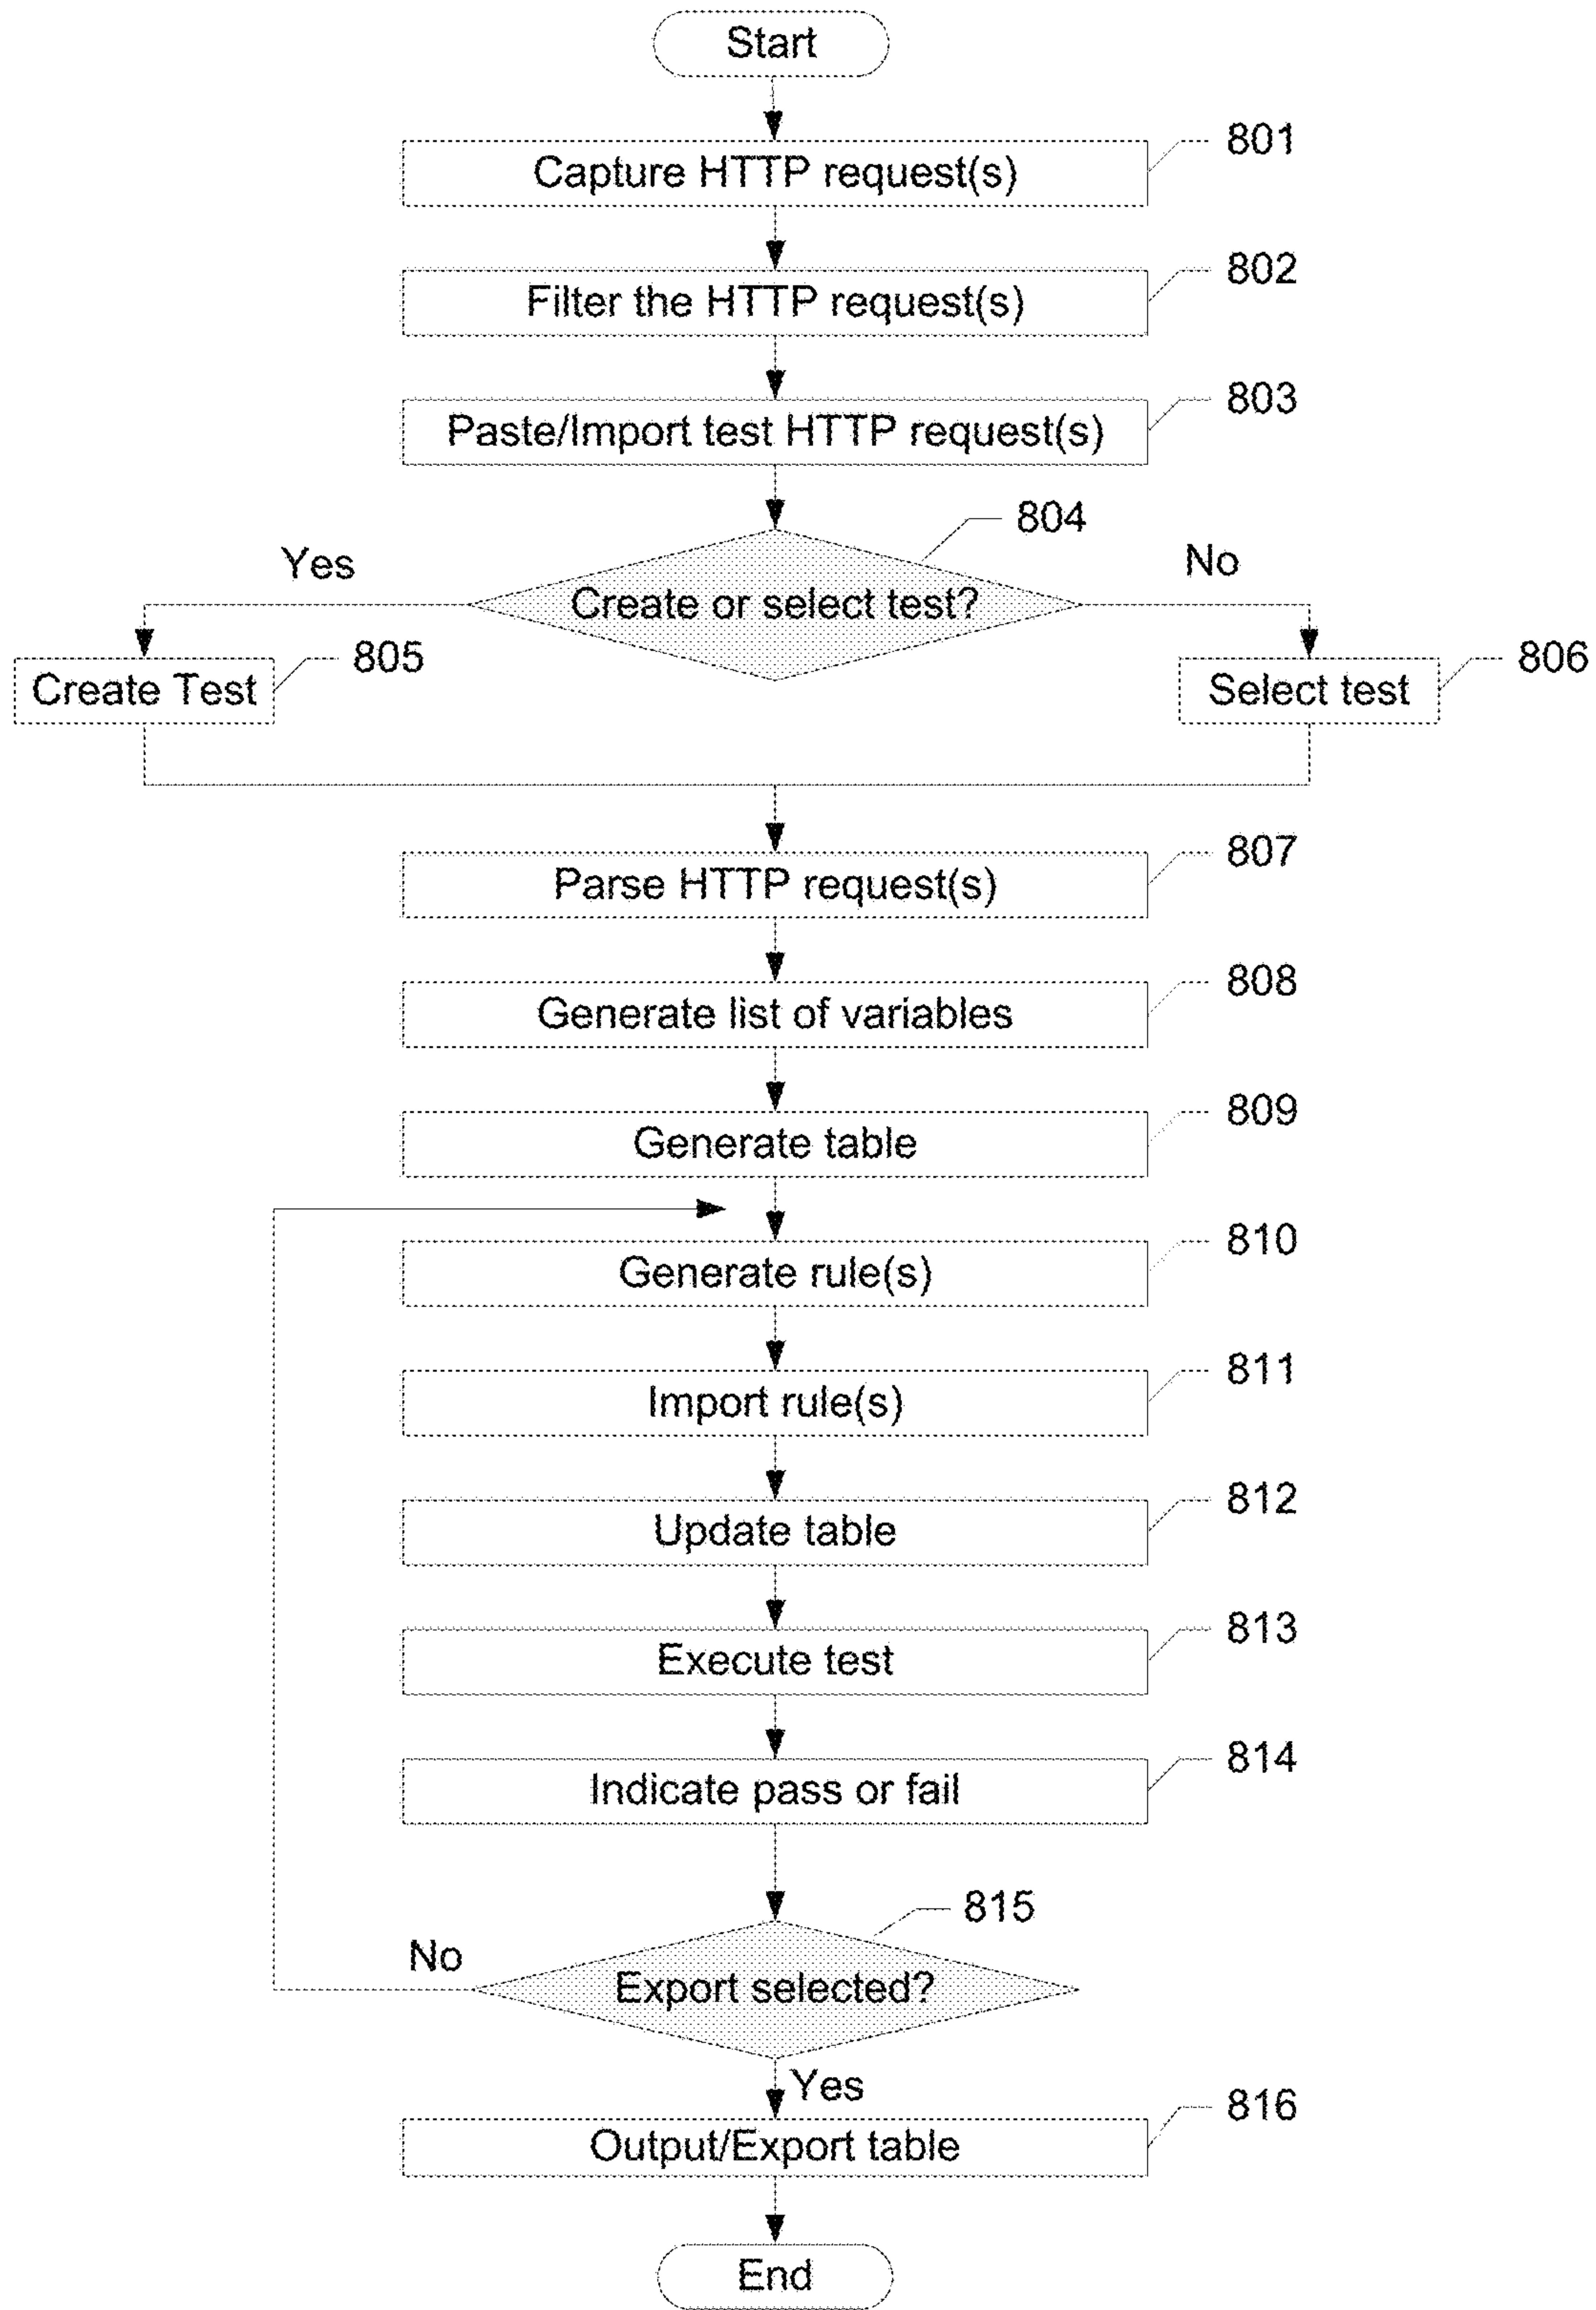 Start
Capture HTTP request(s)
801
Filter the HTTP request(s)
802
Paste/Import test HTTP request(s)
803
804
Yes
No
Create or select test?
Create Test
805
Select test
806
Parse HTTP request(s)
807
Generate list of variables
808
Generate table
809
Generate rule(s)
810
Import rule(s)
811
Update table
812
Execute test
813
Indicate pass or fail
814
815
No
Export selected?
Yes
Output/Export table
816
End